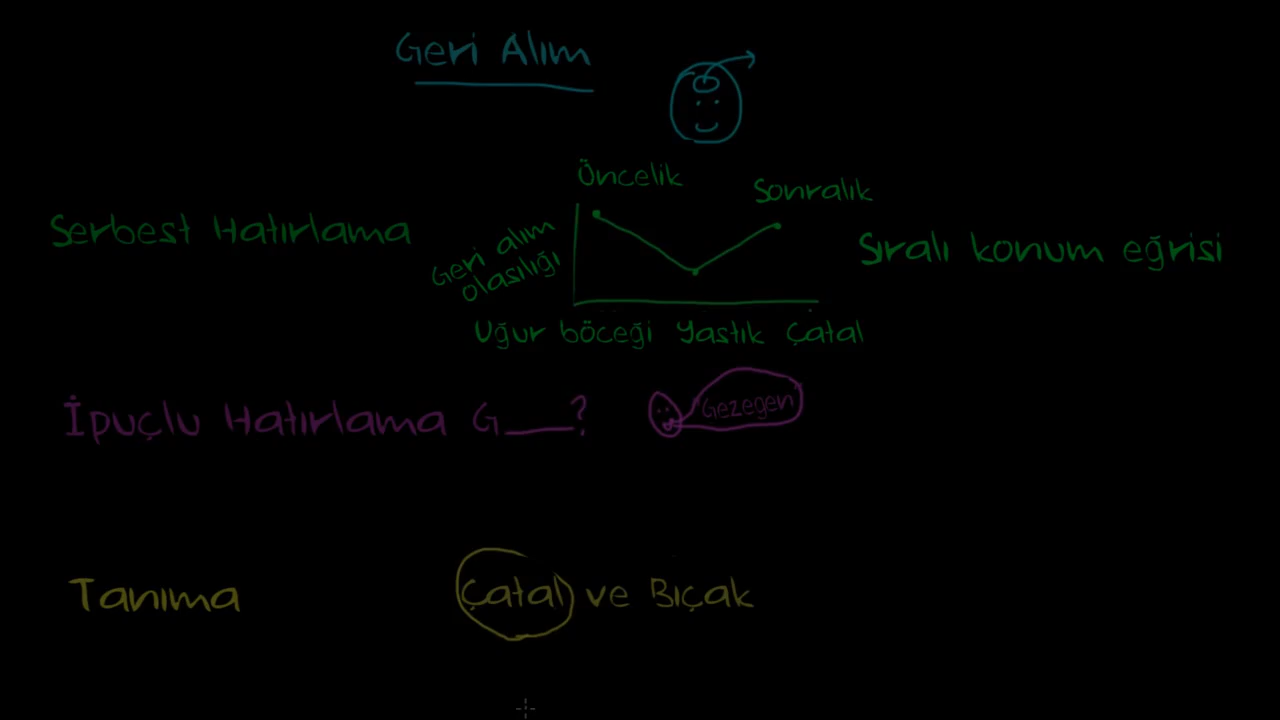 Geri Alım
Öncelik
Sonralık
Serbest Hatırlama
Geri alım
olasılığı
Sıralı konum eğrisi
Uğur böceği Yastık Çatal
İpuçlu Hatırlama G___?
Gezegen
Tanıma
Çatal ve Bıçak